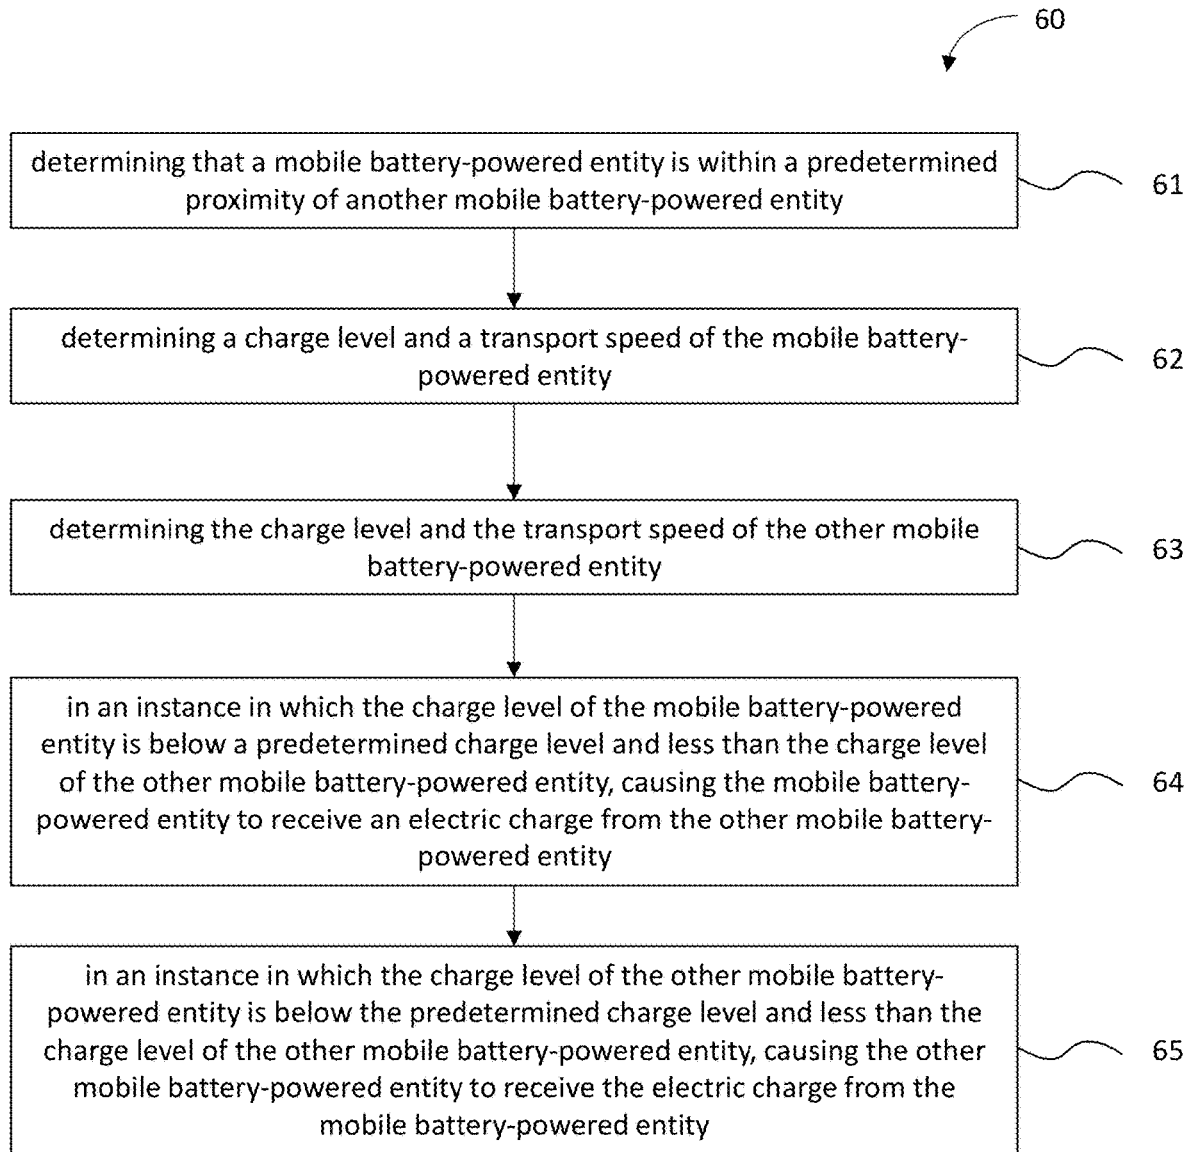 60
determining that a mobile battery-powered entity is within a predetermined
proximity of another mobile battery-powered entity
61
determining a charge level and a transport speed of the mobile battery-
powered entity
62
determining the charge level and the transport speed of the other mobile
battery-powered entity
63
in an instance in which the charge level of the mobile battery-powered
entity is below a predetermined charge level and less than the charge level
of the other mobile battery-powered entity, causing the mobile battery-
powered entity to receive an electric charge from the other mobile battery-
powered entity
64
in an instance in which the charge level of the other mobile battery-
powered entity is below the predetermined charge level and less than the
charge level of the other mobile battery-powered entity, causing the other
mobile battery-powered entity to receive the electric charge from the
mobile battery-powered entity
65